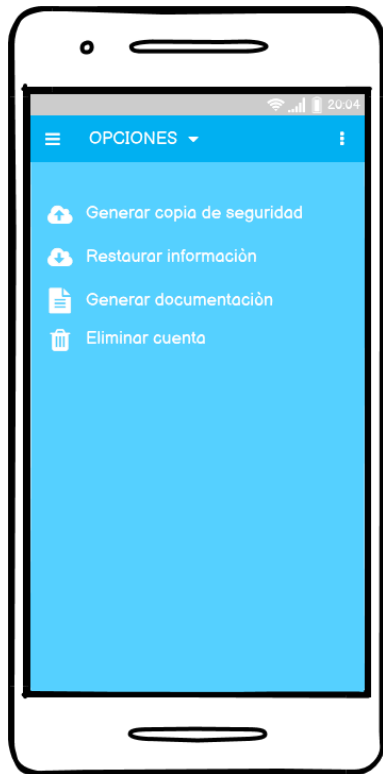 20:04
OPCIONES
Generar copia de seguridad
Restaurar informaciòn
Generar documentaciòn
Eliminar cuenta